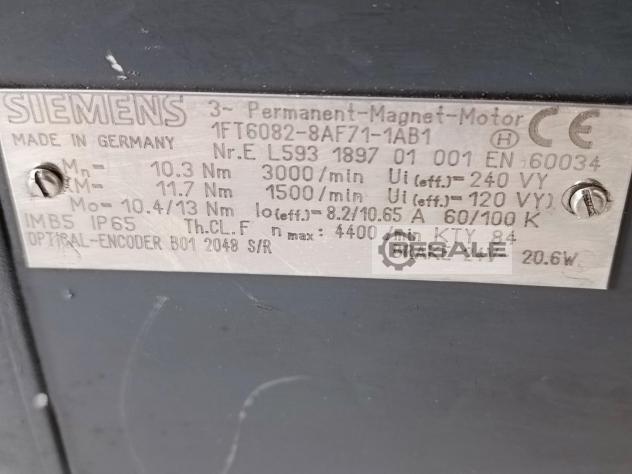 SIEMENS 3~ Permanent-Magnet-Motor
1FT6082-8AF71-1AB1 H CE
MADE IN GERMANY Nr.E L593 1897 01 001 EN 60034
Mn= 10.3 Nm 3000/min Ui(eff.)=240 VY
(M= 11.7 Nm 1500/min Ui(eff.)=120 VY)
Mo= 10.4/13 Nm Io(eff.)=8.2/10.65 A 60/100 K
IMB5 IP65 Th.CL.F n max: 4400 /min KTY 84
OPTICAL-ENCODER B01 2048 S/R 20.6W
RESALE